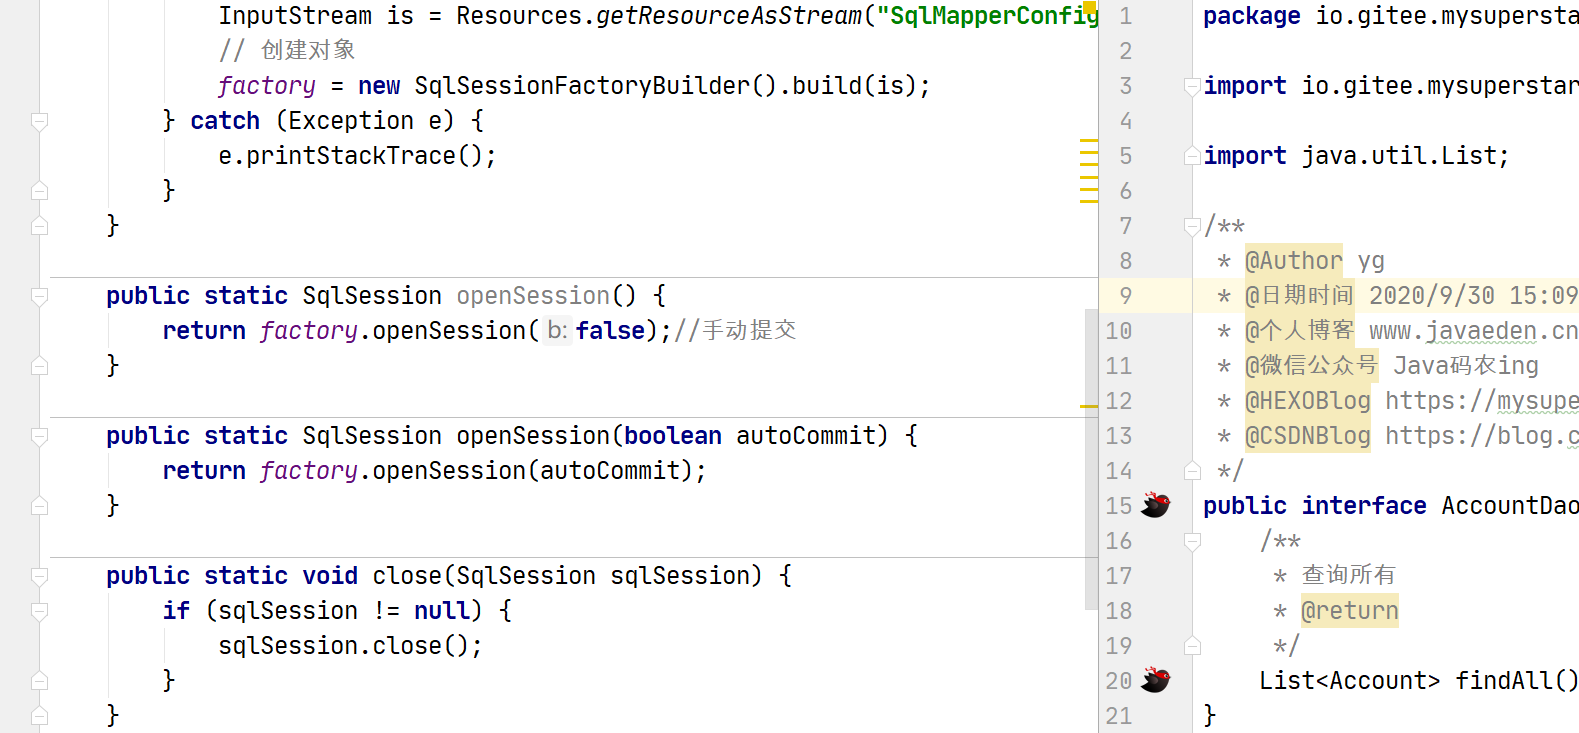 InputStream is = Resources.getResourceAsStream("SqlMapperConfig
// 创建对象
factory = new SqlSessionFactoryBuilder().build(is);
} catch (Exception e) {
e.printStackTrace();
}
}
public static SqlSession openSession() {
return factory.openSession( b: false);//手动提交
}
public static SqlSession openSession(boolean autoCommit) {
return factory.openSession(autoCommit);
}
public static void close(SqlSession sqlSession) {
if (sqlSession != null) {
sqlSession.close();
}
}
1 package io.gitee.mysupersta
2
3 import io.gitee.mysuperstar
4
5 import java.util.List;
6
7 /**
8 * @Author yg
9 * @日期时间 2020/9/30 15:09
10 * @个人博客 www.javaeden.cn
11 * @微信公众号 Java码农ing
12 * @HEXOBlog https://mysupe
13 * @CSDNBlog https://blog.c
14 */
15 public interface AccountDao
16 /**
17 * 查询所有
18 * @return
19 */
20 List<Account> findAll()
21 }